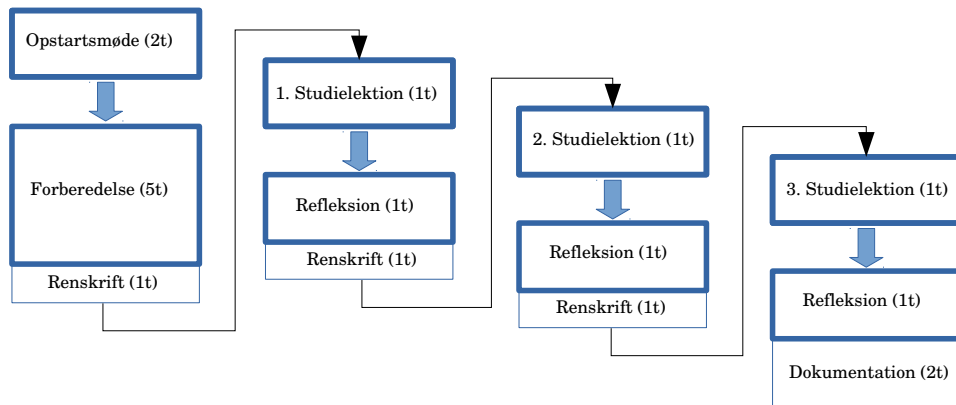 Opstartsmøde (2t)
Forberedelse (5t)
Renskrift (1t)
1. Studielektion (1t)
Refleksion (1t)
Renskrift (1t)
2. Studielektion (1t)
Refleksion (1t)
Renskrift (1t)
3. Studielektion (1t)
Refleksion (1t)
Dokumentation (2t)